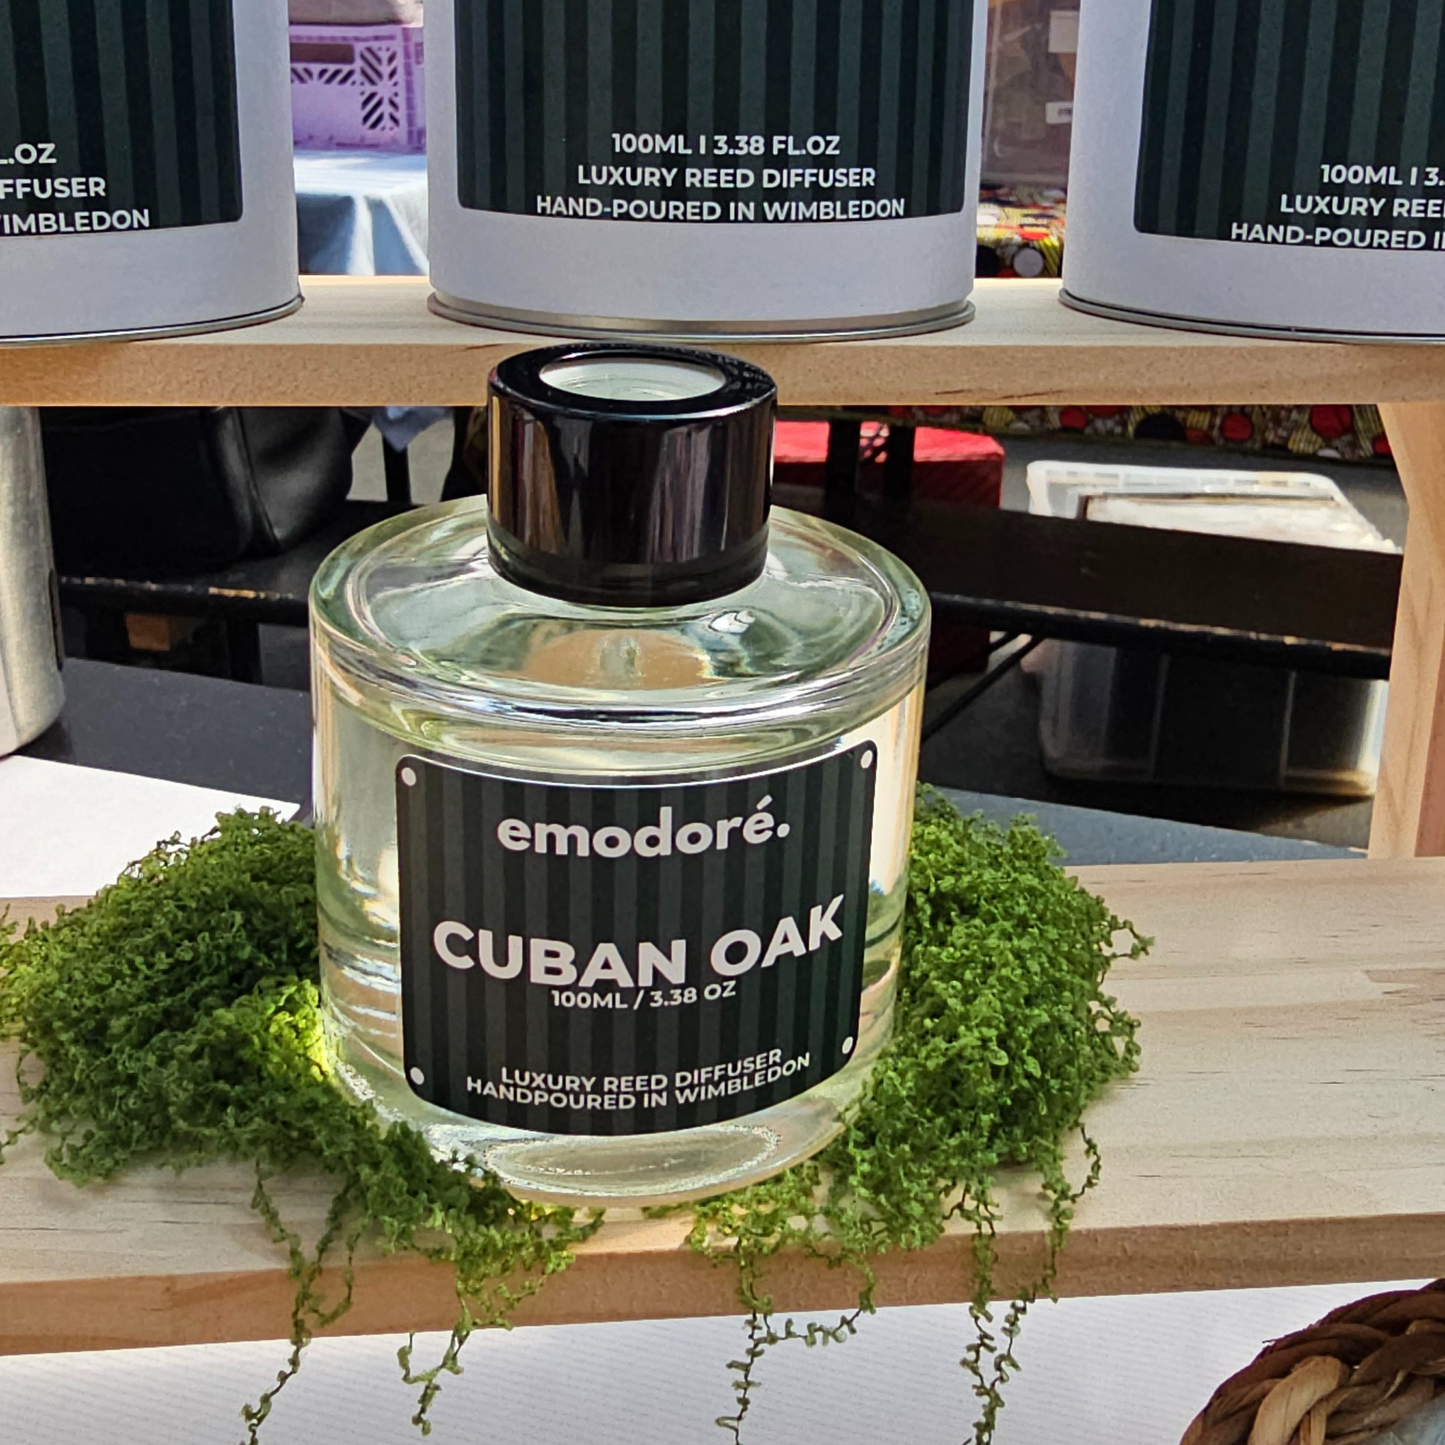 L.OZ
FFUSER
WIMBLEDON
100ML I 3.38 FL.OZ
LUXURY REED DIFFUSER
HAND-POURED IN WIMBLEDON
100ML I 3.
LUXURY REE
HAND-POURED I
emodoré.
CUBAN OAK
100ML / 3.38 OZ
LUXURY REED DIFFUSER
HANDPOURED IN WIMBLEDON